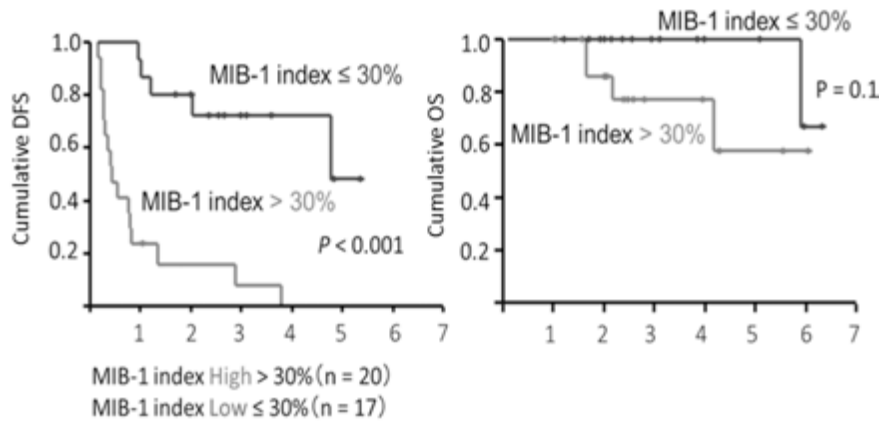 Cumulative DFS
1.0
0.8
0.6
0.4
0.2
MIB-1 index ≤ 30%
MIB-1 index > 30%
P < 0.001
1 2 3 4 5 6 7
MIB-1 index High > 30% (n = 20)
MIB-1 index Low ≤ 30% (n = 17)
Cumulative OS
1.0
0.8
0.6
0.4
0.2
MIB-1 index ≤ 30%
P = 0.1
MIB-1 index > 30%
1 2 3 4 5 6 7